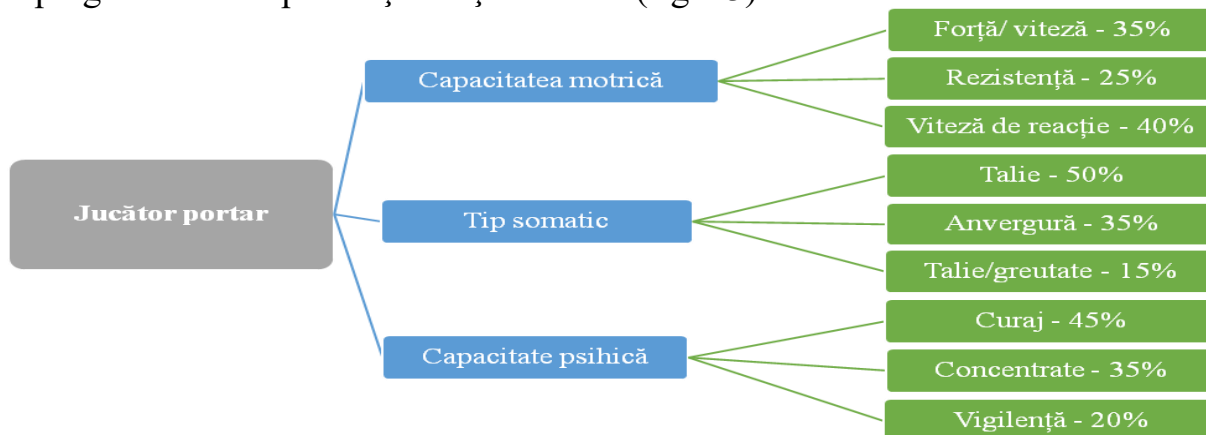 Forță/ viteză - 35%
Capacitatea motrică
Rezistență - 25%
Viteză de reacție - 40%
Talie - 50%
Jucător portar
Tip somatic
Anvergură - 35%
Talie/greutate - 15%
Curaj - 45%
Capacitate psihică
Concentrate - 35%
Vigilență - 20%